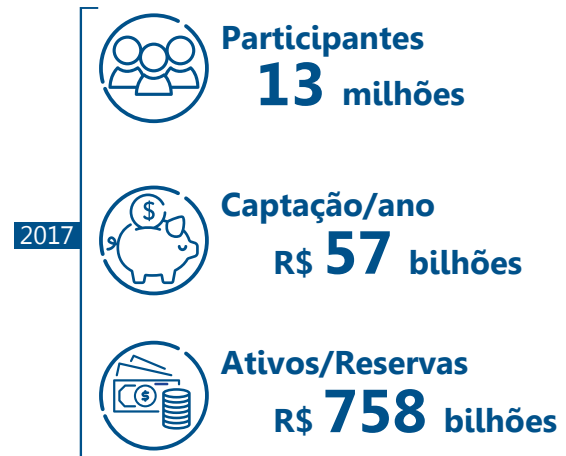 Participantes
13 milhões
2017
Captação/ano
R$ 57 bilhões
Ativos/Reservas
R$ 758 bilhões